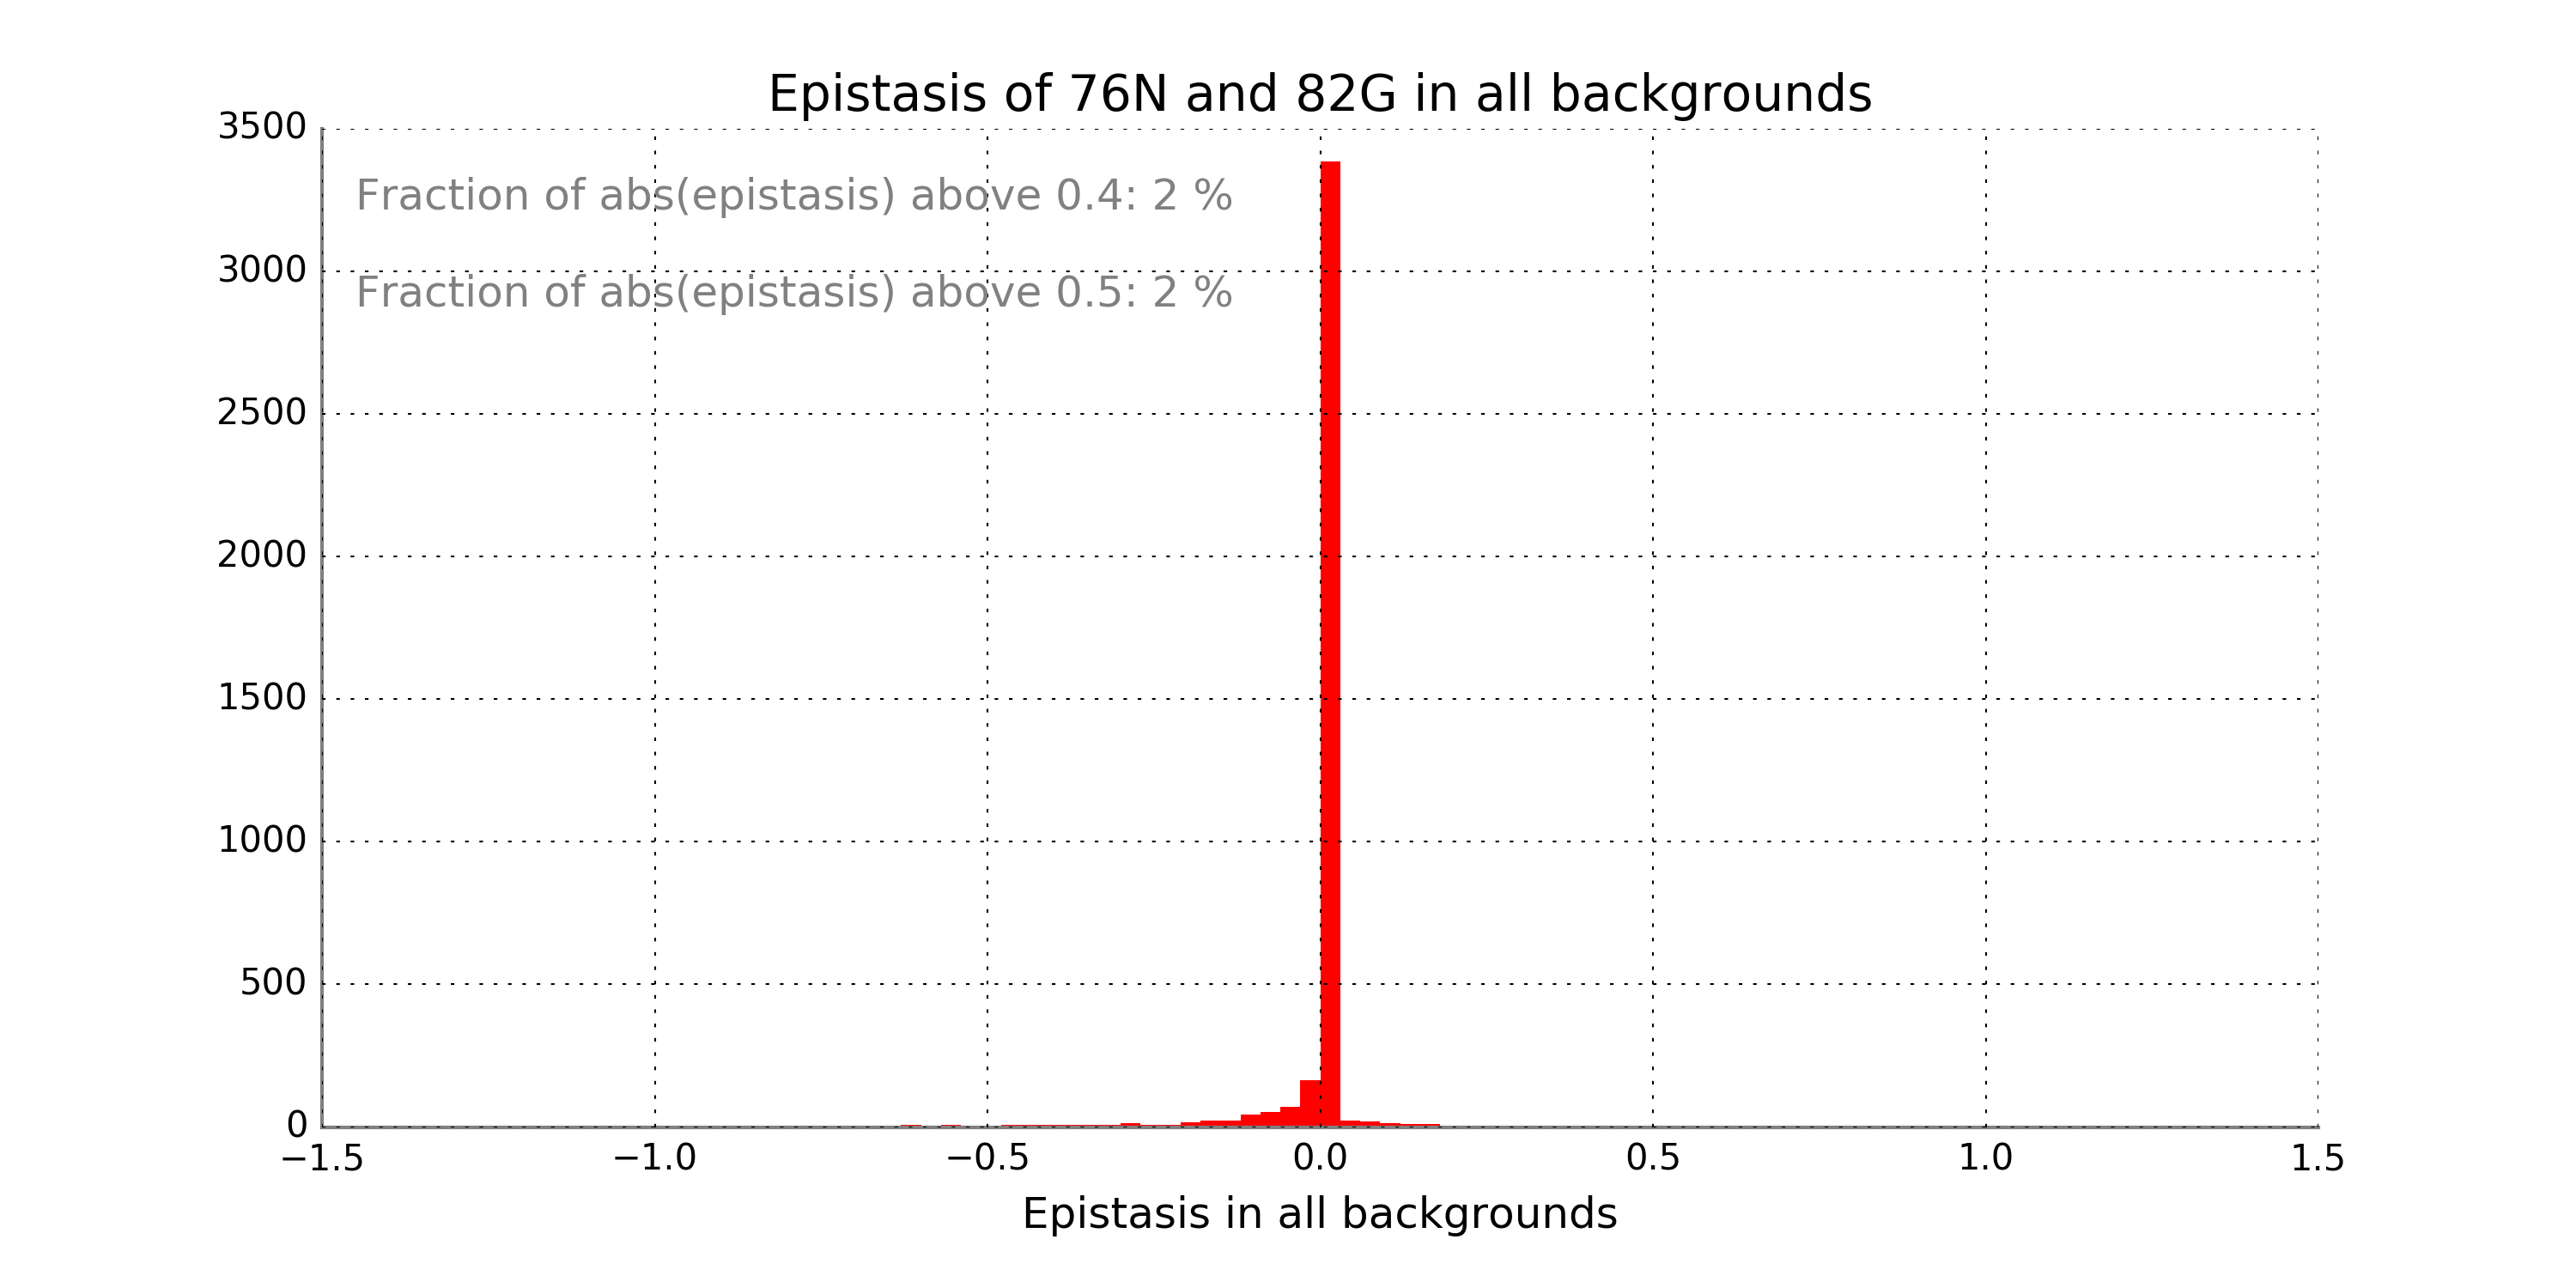 Epistasis of 76N and 82G in all backgrounds
3500
Fraction of abs(epistasis) above 0.4: 2 %
3000
Fraction of abs(epistasis) above 0.5: 2 %
2500
2000
1500
1000
500
0
−1.5 −1.0 −0.5 0.0 0.5 1.0 1.5
Epistasis in all backgrounds